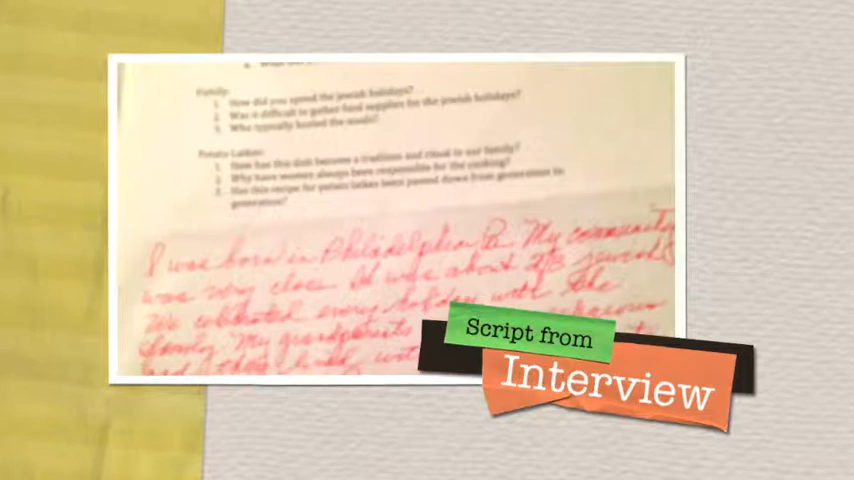 Family:
1. How did you spend the Jewish holidays?
2. Was it difficult to gather food supplies for the Jewish holidays?
3. Who typically hosted the meals?
Potato Latkes:
1. How has this dish become a tradition and ritual in our family?
2. Why have women always been responsible for the cooking?
3. Has this recipe for potato latkes been passed down from generation to
generation?
I was born in Philadelphia Pa. My community
was very close. It was about 2/3 jewish
We celebrated every holiday with the
family. My grandparents
had
Script from
Interview